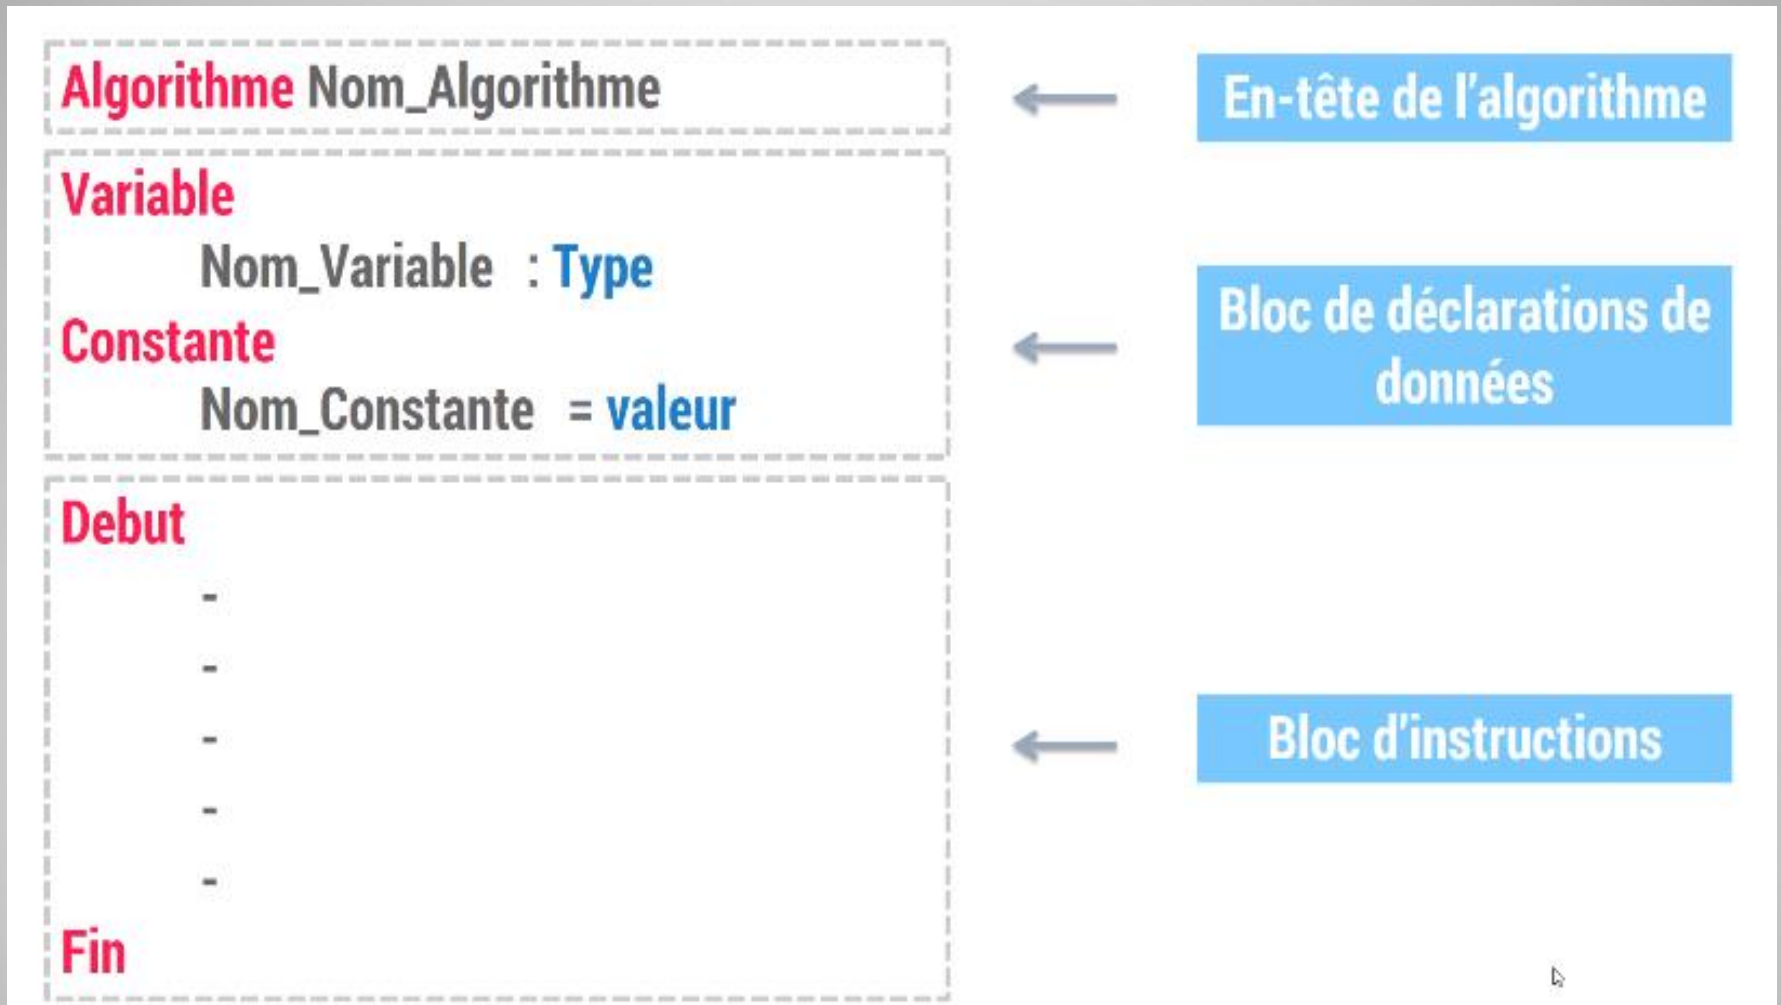 Algorithme Nom_Algorithme
En-tête de l'algorithme
Variable
Nom_Variable : Type
Constante
Nom_Constante = valeur
Bloc de déclarations de
données
Debut
-
-
-
-
-
Fin
Bloc d'instructions